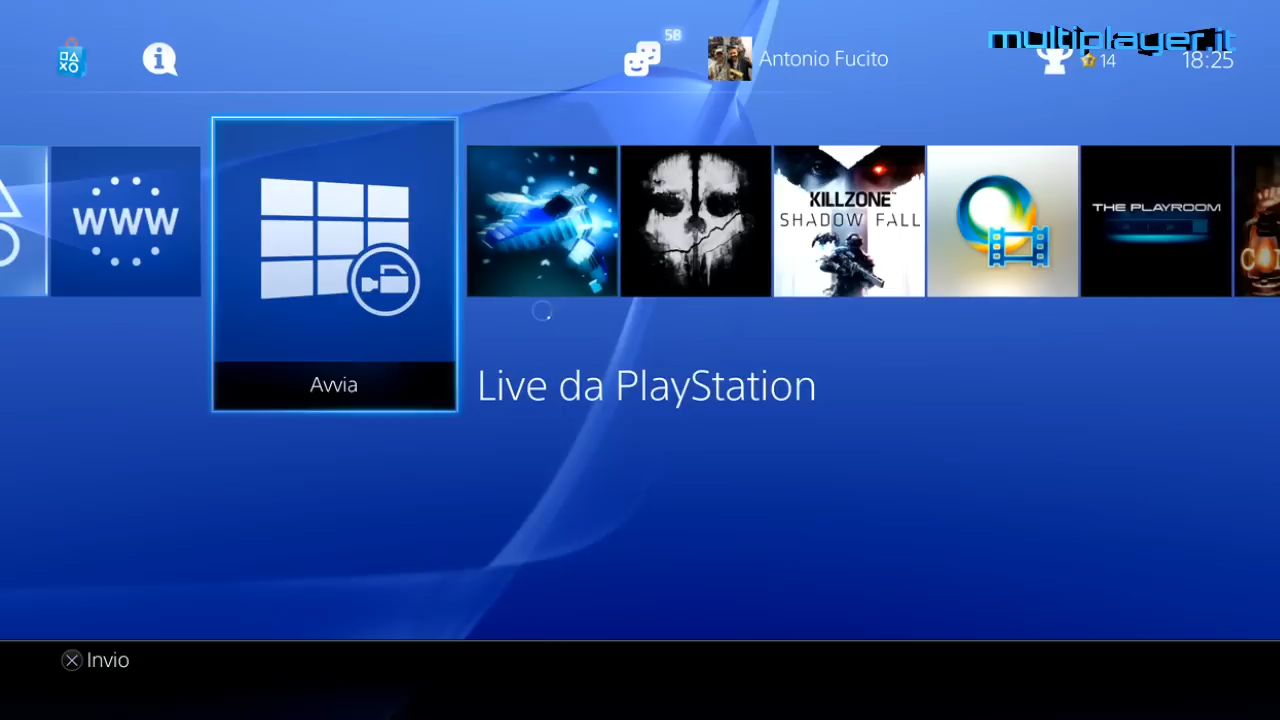 multiplayer.it
58
Antonio Fucito
14
18:25
WWW
KILLZONE
SHADOW FALL
THE PLAYROOM
Avvia
Live da PlayStation
Invio